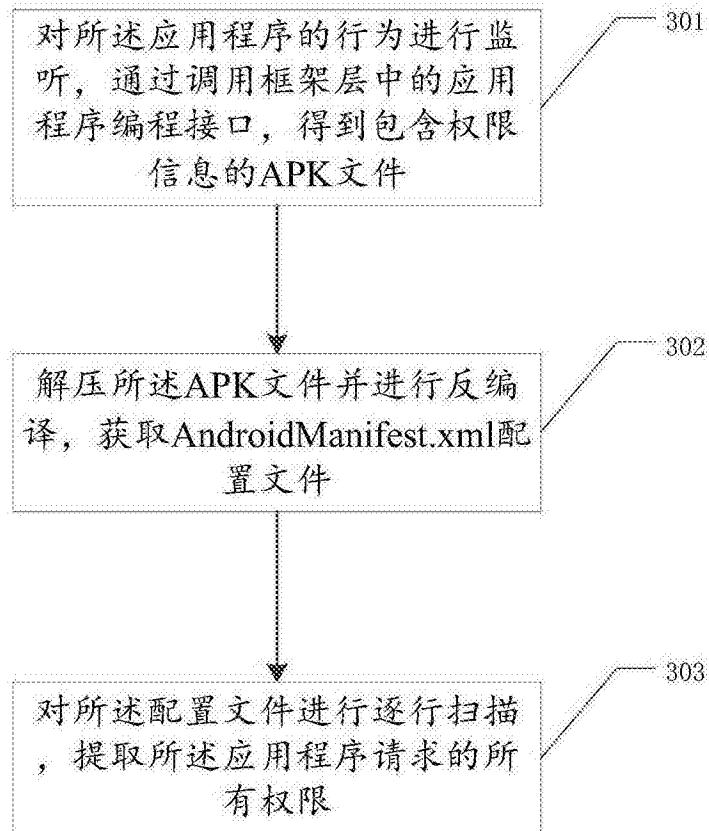 对所述应用程序的行为进行监
听，通过调用框架层中的应用
程序编程接口，得到包含权限
信息的APK文件
301
解压所述APK文件并进行反编
译，获取AndroidManifest.xml配
置文件
302
对所述配置文件进行逐行扫描
，提取所述应用程序请求的所
有权限
303